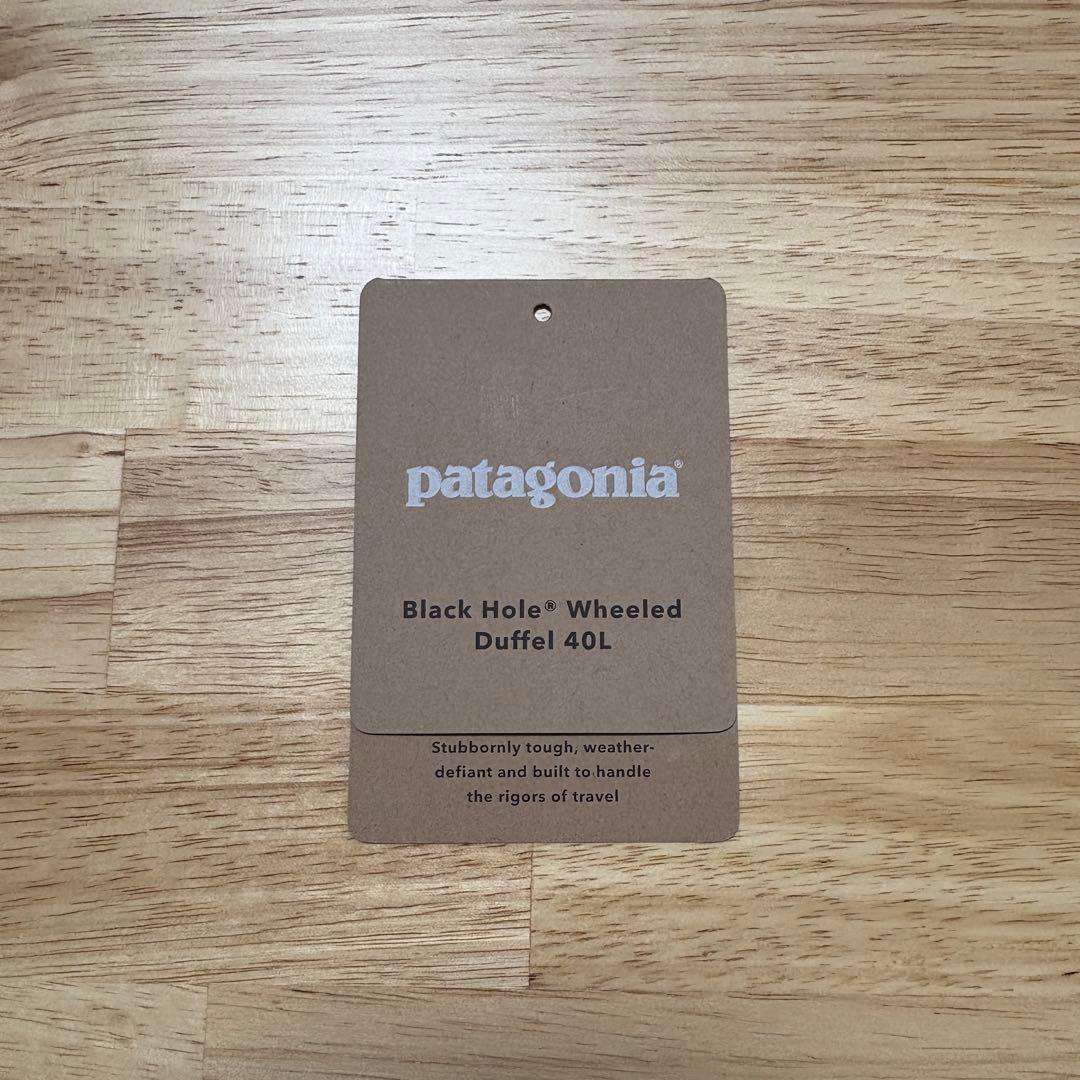 patagonia®
Black Hole® Wheeled
Duffel 40L
Stubbornly tough, weather-
defiant and built to handle
the rigors of travel